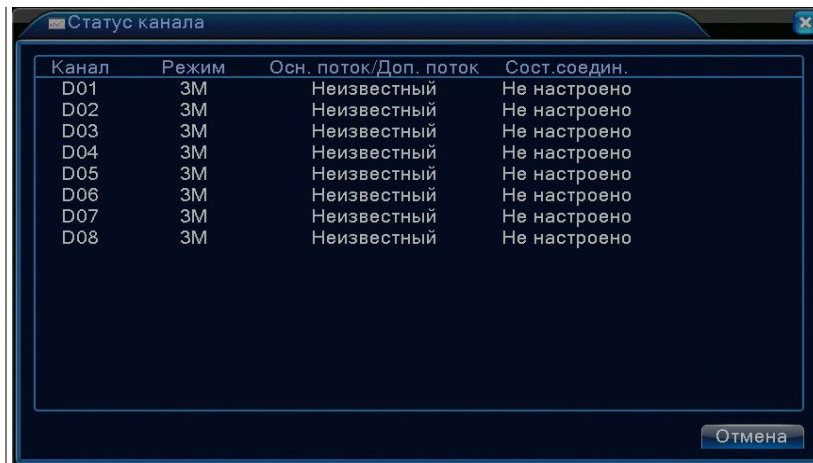 Статус канала
Канал Режим Осн. поток/Доп. поток Сост.соедин.
D01 3M Неизвестный Не настроено
D02 3M Неизвестный Не настроено
D03 3M Неизвестный Не настроено
D04 3M Неизвестный Не настроено
D05 3M Неизвестный Не настроено
D06 3M Неизвестный Не настроено
D07 3M Неизвестный Не настроено
D08 3M Неизвестный Не настроено
Отмена